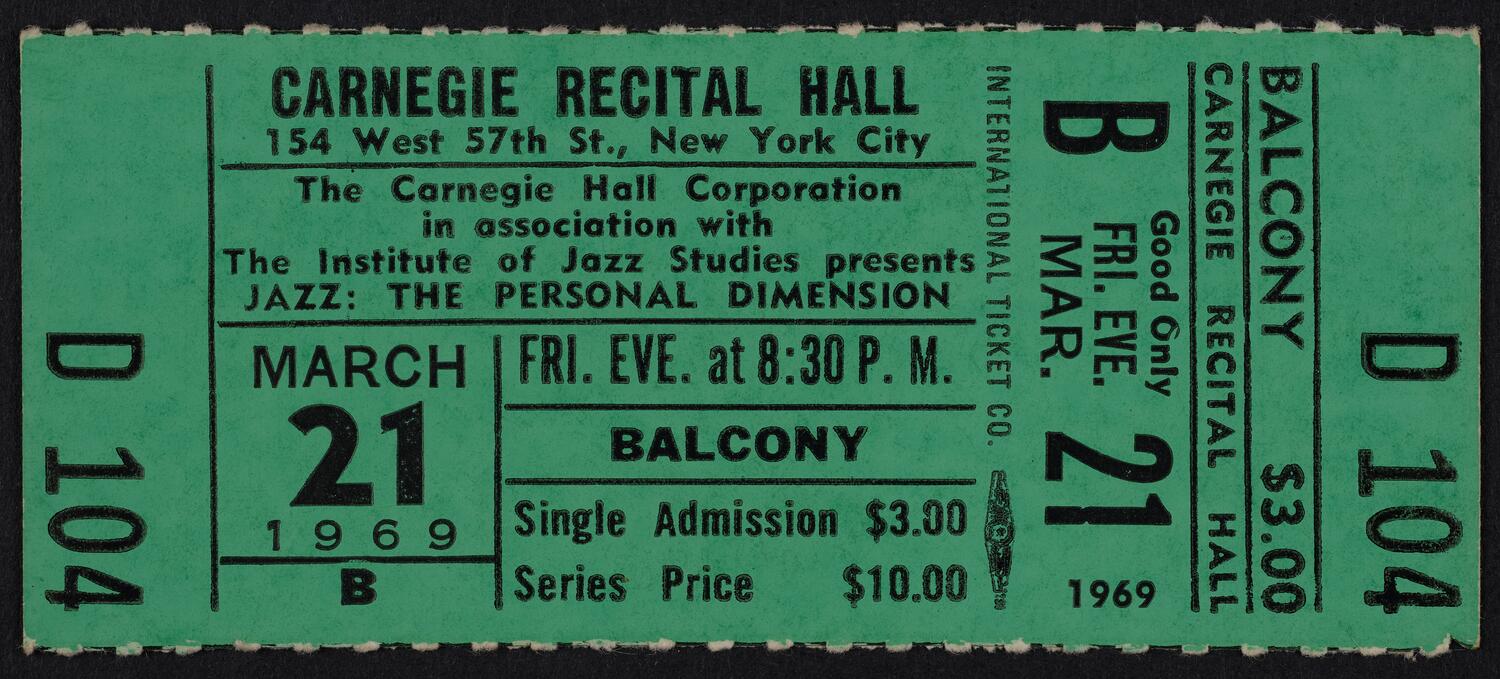 D 104
CARNEGIE RECITAL HALL
154 West 57th St., New York City
The Carnegie Hall Corporation
in association with
The Institute of Jazz Studies presents
JAZZ: THE PERSONAL DIMENSION
MARCH
21
1969
B
FRI. EVE. at 8:30 P. M.
BALCONY
Single Admission $3.00
Series Price $10.00
INTERNATIONAL TICKET CO.
B
Good Only
FRI. EVE.
MAR. 21
1969
CARNEGIE RECITAL HALL
BALCONY $3.00
D 104